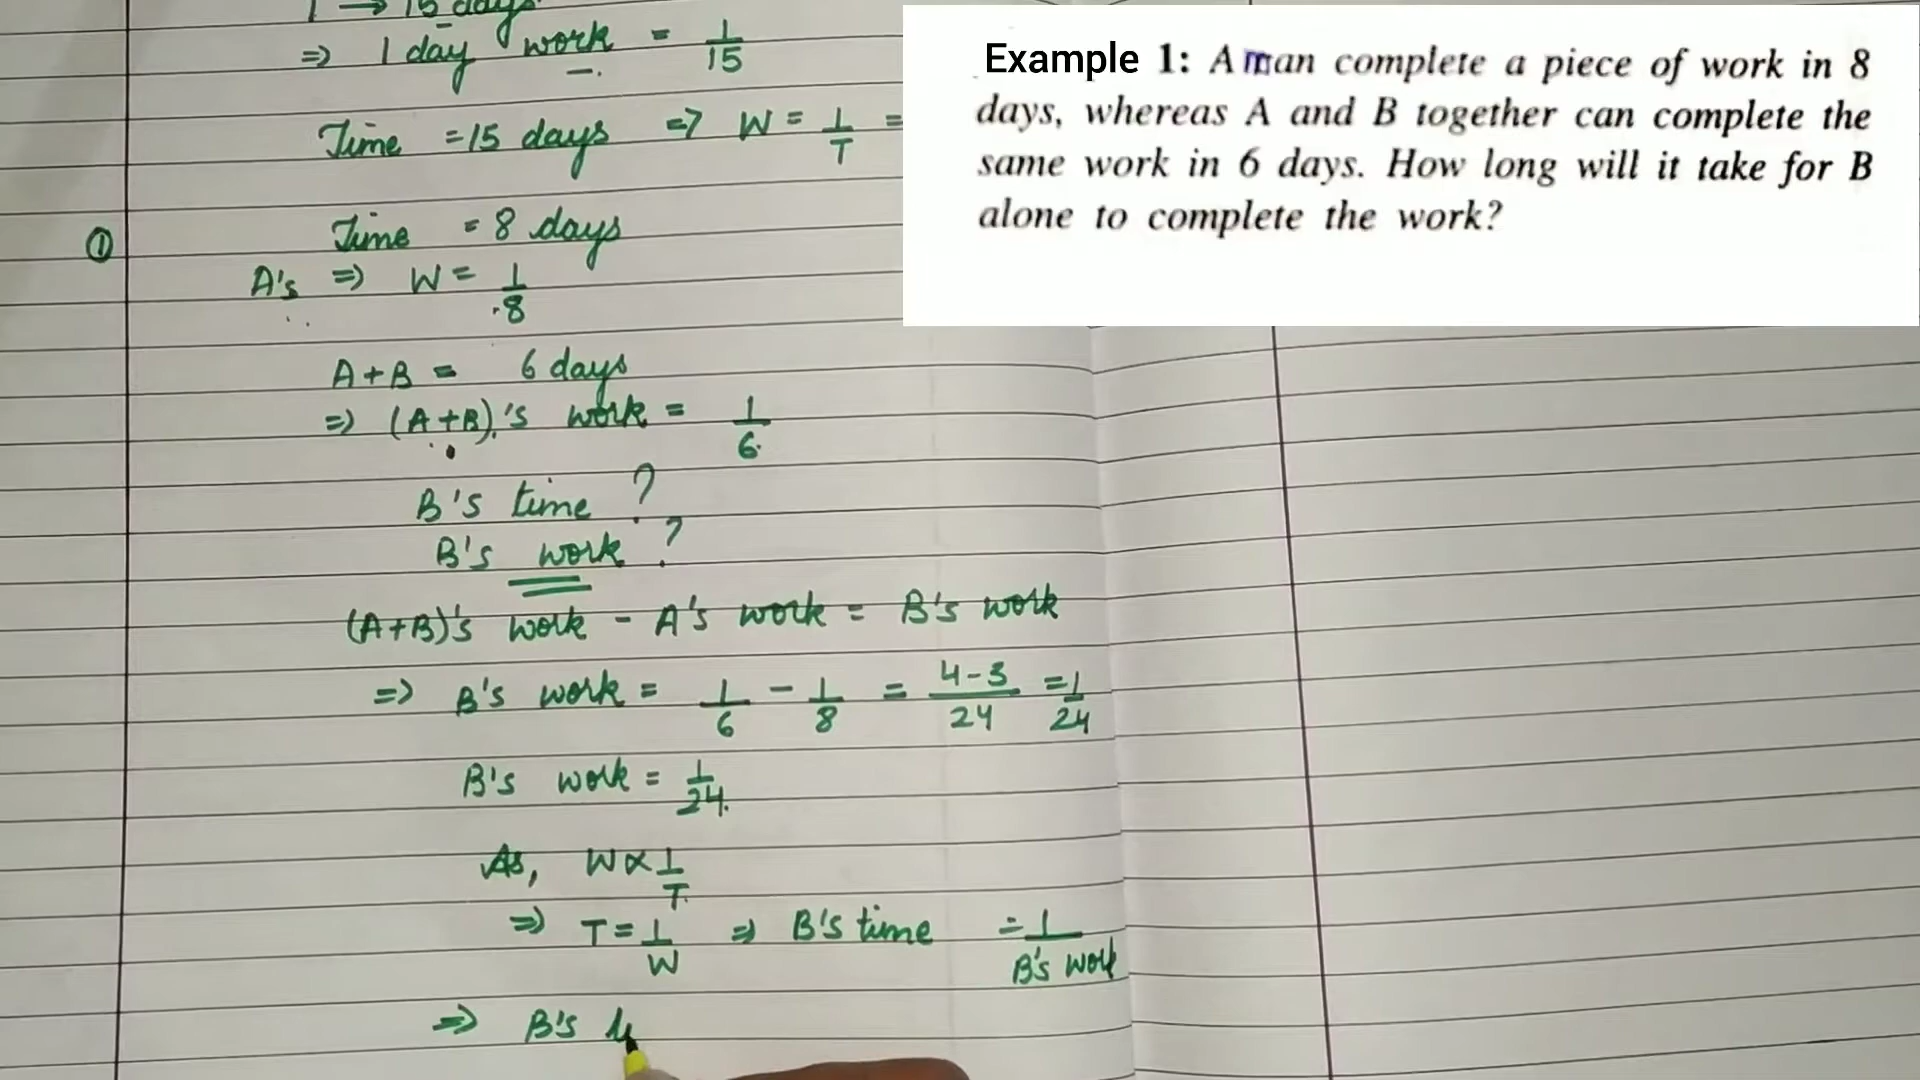 1 → 15 days
⇒ 1 day work = 1/15
Time = 15 days ⇒ W = 1/T =
Example 1: A man complete a piece of work in 8
days, whereas A and B together can complete the
same work in 6 days. How long will it take for B
alone to complete the work?
① Time = 8 days
A's ⇒ W = 1/8
A+B = 6 days
⇒ (A+B)'s work = 1/6
B's time ?
B's work ?
(A+B)'s work - A's work = B's work
⇒ B's work = 1/6 - 1/8 = 4-3/24 = 1/24
B's work = 1/24
As, W ∝ 1/T
⇒ T = 1/W ⇒ B's time = 1/B's work
⇒ B's